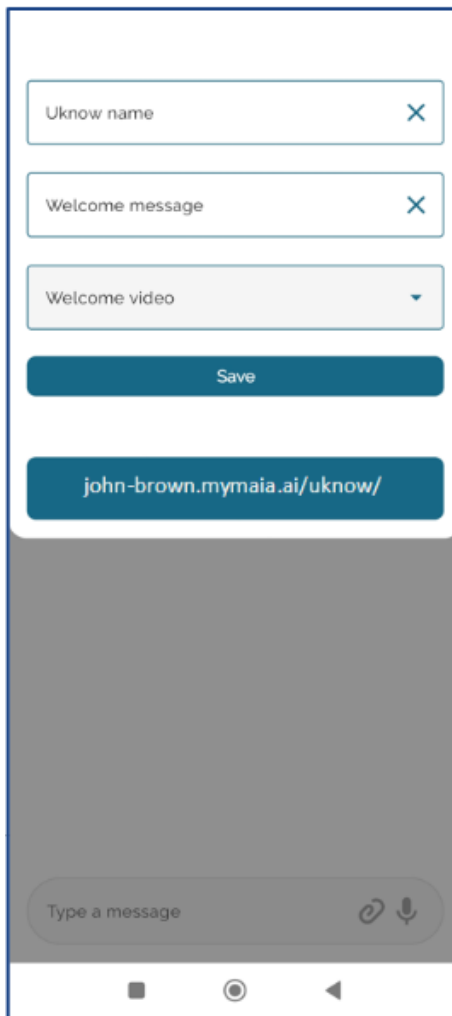 Uknow name
Welcome message
Welcome video
Save
john-brown.mymaia.ai/uknow/
Type a message